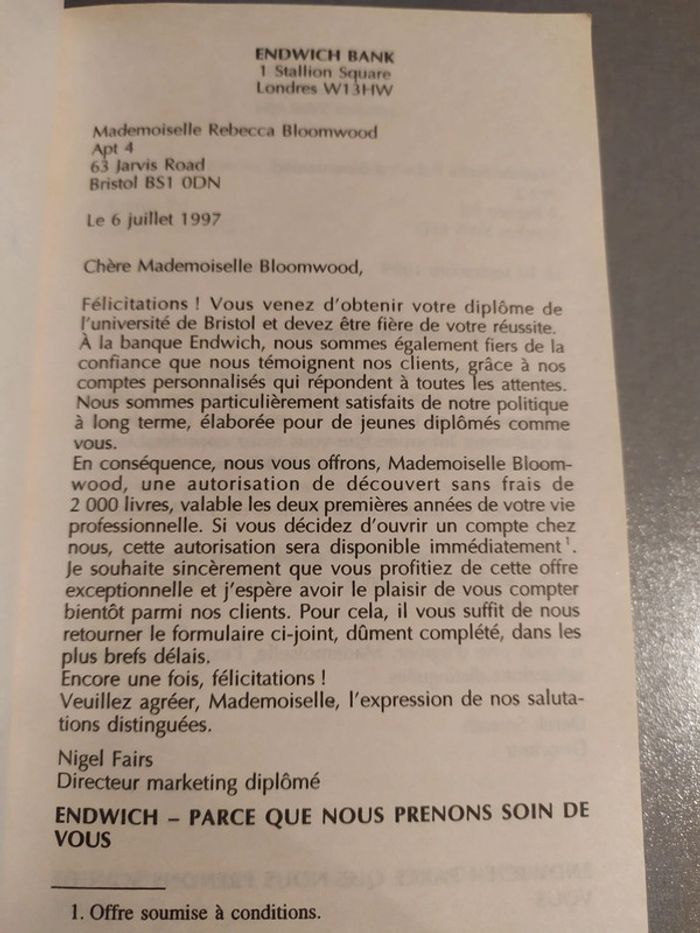 ENDWICH BANK
1 Stallion Square
Londres W13HW
Mademoiselle Rebecca Bloomwood
Apt 4
63 Jarvis Road
Bristol BS1 0DN
Le 6 juillet 1997
Chère Mademoiselle Bloomwood,
Félicitations ! Vous venez d'obtenir votre diplôme de
l'université de Bristol et devez être fière de votre réussite.
À la banque Endwich, nous sommes également fiers de la
confiance que nous témoignent nos clients, grâce à nos
comptes personnalisés qui répondent à toutes les attentes.
Nous sommes particulièrement satisfaits de notre politique
à long terme, élaborée pour de jeunes diplômés comme
vous.
En conséquence, nous vous offrons, Mademoiselle Bloom-
wood, une autorisation de découvert sans frais de
2 000 livres, valable les deux premières années de votre vie
professionnelle. Si vous décidez d'ouvrir un compte chez
nous, cette autorisation sera disponible immédiatement¹.
Je souhaite sincèrement que vous profitiez de cette offre
exceptionnelle et j'espère avoir le plaisir de vous compter
bientôt parmi nos clients. Pour cela, il vous suffit de nous
retourner le formulaire ci-joint, dûment complété, dans les
plus brefs délais.
Encore une fois, félicitations !
Veuillez agréer, Mademoiselle, l'expression de nos saluta-
tions distinguées.
Nigel Fairs
Directeur marketing diplômé
ENDWICH – PARCE QUE NOUS PRENONS SOIN DE
VOUS
1. Offre soumise à conditions.